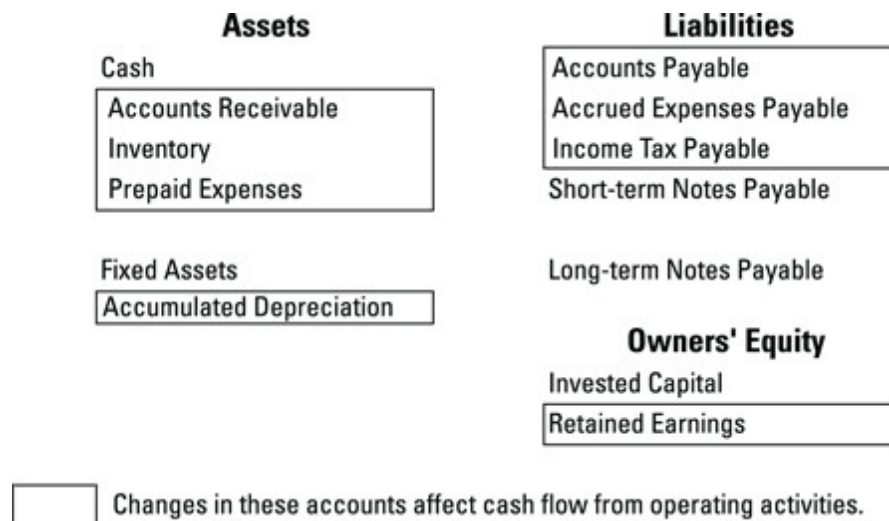 Assets
Cash
Accounts Receivable
Inventory
Prepaid Expenses
Fixed Assets
Accumulated Depreciation
Liabilities
Accounts Payable
Accrued Expenses Payable
Income Tax Payable
Short-term Notes Payable
Long-term Notes Payable
Owners' Equity
Invested Capital
Retained Earnings
Changes in these accounts affect cash flow from operating activities.